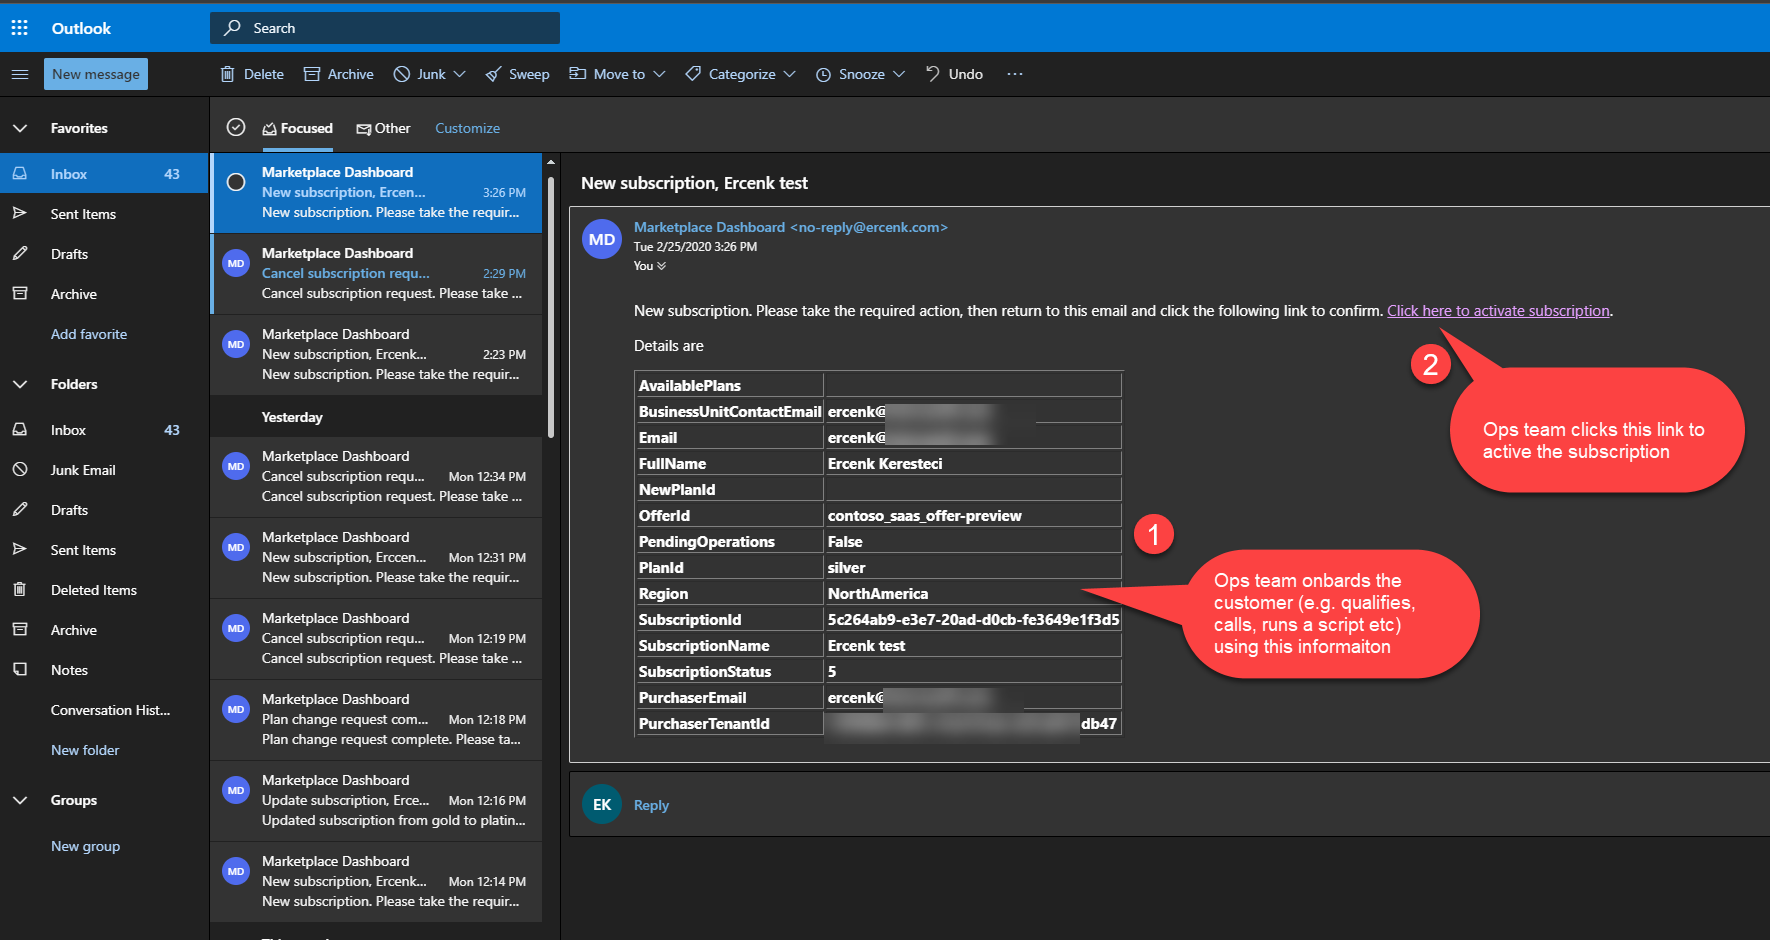 Outlook
Search
New message
Delete
Archive
Junk
Sweep
Move to
Categorize
Snooze
Undo
Favorites
Inbox 43
Sent Items
Drafts
Archive
Add favorite
Folders
Inbox 43
Junk Email
Drafts
Sent Items
Deleted Items
Archive
Notes
Conversation Hist...
New folder
Groups
New group
Focused
Other
Customize
Marketplace Dashboard
New subscription, Ercen... 3:26 PM
New subscription. Please take the requir...
MD
Marketplace Dashboard
Cancel subscription requ... 2:29 PM
Cancel subscription request. Please take ...
MD
Marketplace Dashboard
New subscription, Ercenk... 2:23 PM
New subscription. Please take the requir...
Yesterday
MD
Marketplace Dashboard
Cancel subscription requ... Mon 12:34 PM
Cancel subscription request. Please take ...
MD
Marketplace Dashboard
New subscription, Erccen... Mon 12:31 PM
New subscription. Please take the requir...
MD
Marketplace Dashboard
Cancel subscription requ... Mon 12:19 PM
Cancel subscription request. Please take ...
MD
Marketplace Dashboard
Plan change request com... Mon 12:18 PM
Plan change request complete. Please ta...
MD
Marketplace Dashboard
Update subscription, Erce... Mon 12:16 PM
Updated subscription from gold to platin...
MD
Marketplace Dashboard
New subscription, Ercenk... Mon 12:14 PM
New subscription. Please take the requir...
New subscription, Ercenk test
MD
Marketplace Dashboard <no-reply@ercenk.com>
Tue 2/25/2020 3:26 PM
You
New subscription. Please take the required action, then return to this email and click the following link to confirm. Click here to activate subscription.
Details are
AvailablePlans
BusinessUnitContactEmail ercenk@
Email ercenk@
FullName Ercenk Keresteci
NewPlanId
OfferId contoso_saas_offer-preview
PendingOperations False
PlanId silver
Region NorthAmerica
SubscriptionId 5c264ab9-e3e7-20ad-d0cb-fe3649e1f3d5
SubscriptionName Ercenk test
SubscriptionStatus 5
PurchaserEmail ercenk@
PurchaserTenantId db47
2
Ops team clicks this link to
active the subscription
1
Ops team onbards the
customer (e.g. qualifies,
calls, runs a script etc)
using this informaiton
EK
Reply